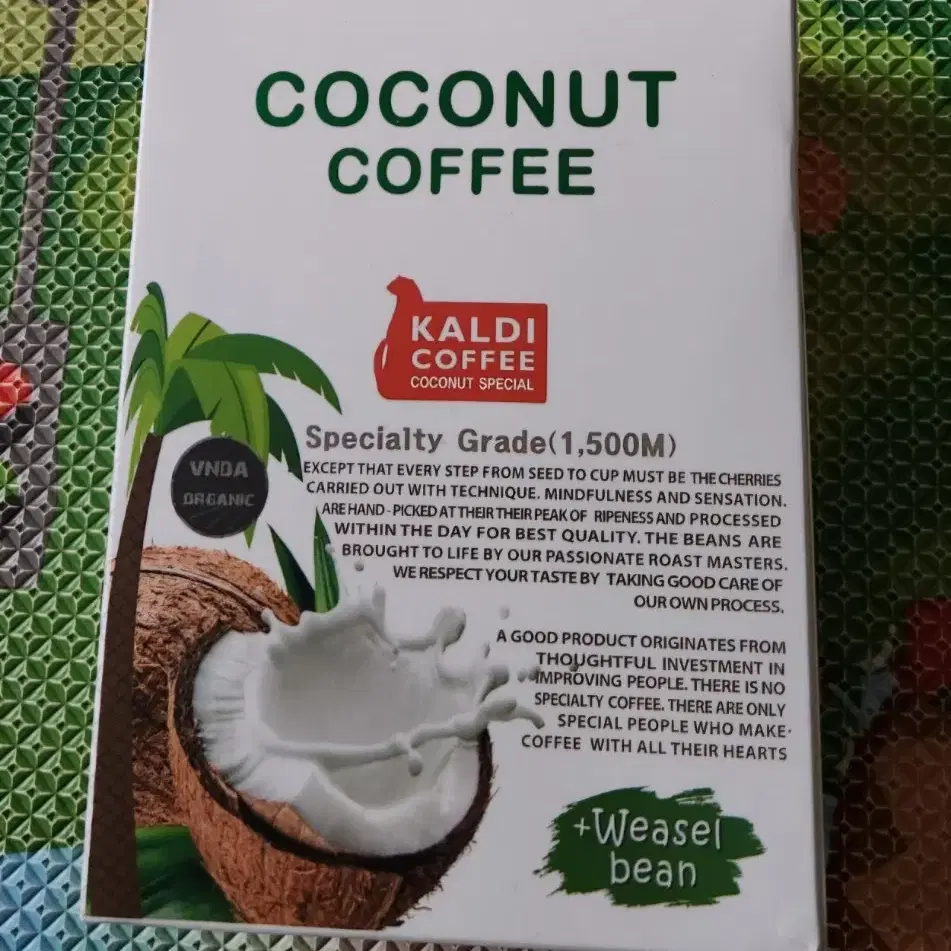 COCONUT
COFFEE
KALDI
COFFEE
COCONUT SPECIAL
Specialty Grade(1,500M)
VNDA
ORGANIC
EXCEPT THAT EVERY STEP FROM SEED TO CUP MUST BE THE CHERRIES
CARRIED OUT WITH TECHNIQUE. MINDFULNESS AND SENSATION.
ARE HAND - PICKED AT THEIR THEIR PEAK OF RIPENESS AND PROCESSED
WITHIN THE DAY FOR BEST QUALITY. THE BEANS ARE
BROUGHT TO LIFE BY OUR PASSIONATE ROAST MASTERS.
WE RESPECT YOUR TASTE BY TAKING GOOD CARE OF
OUR OWN PROCESS.
A GOOD PRODUCT ORIGINATES FROM
THOUGHTFUL INVESTMENT IN
IMPROVING PEOPLE. THERE IS NO
SPECIALTY COFFEE. THERE ARE ONLY
SPECIAL PEOPLE WHO MAKE·
COFFEE WITH ALL THEIR HEARTS
+Weasel
bean